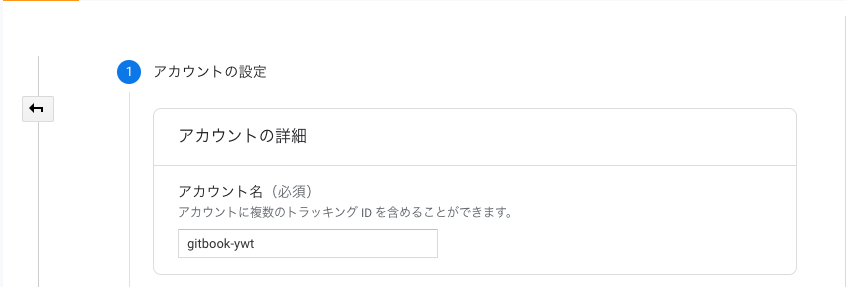 1 アカウントの設定
アカウントの詳細
アカウント名（必須）
アカウントに複数のトラッキング ID を含めることができます。
gitbook-ywt